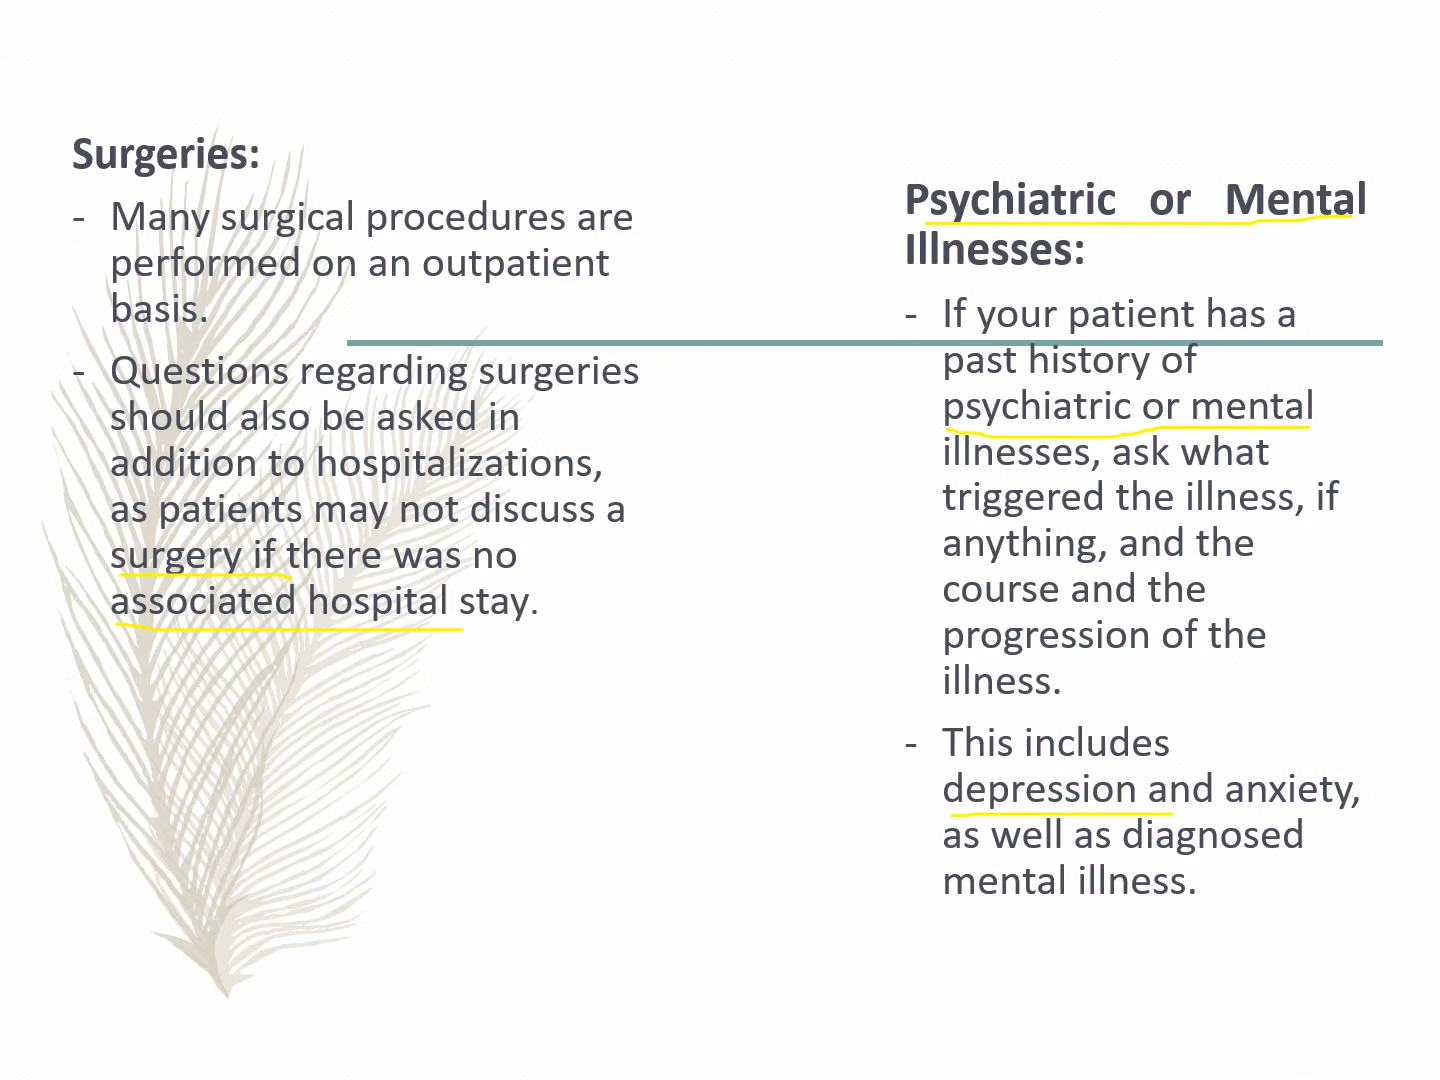 Surgeries:
- Many surgical procedures are
performed on an outpatient
basis.
- Questions regarding surgeries
should also be asked in
addition to hospitalizations,
as patients may not discuss a
surgery if there was no
associated hospital stay.
Psychiatric or Mental
Illnesses:
- If your patient has a
past history of
psychiatric or mental
illnesses, ask what
triggered the illness, if
anything, and the
course and the
progression of the
illness.
- This includes
depression and anxiety,
as well as diagnosed
mental illness.